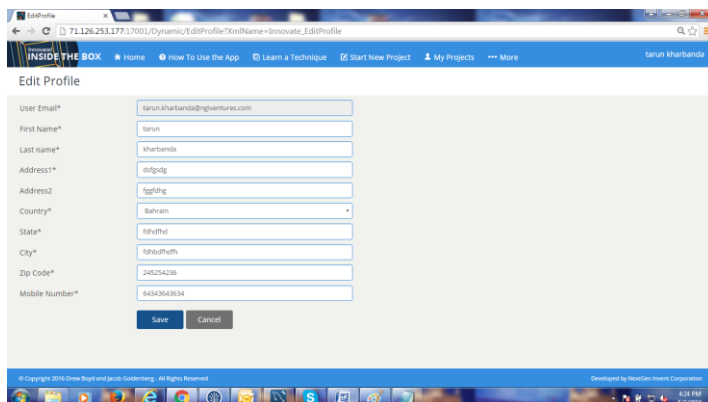 EditProfile
71.126.253.177:17001/Dynamic/EditProfile?XmlName=Innovate_EditProfile
Innovate! INSIDE THE BOX Home How To Use the App Learn a Technique Start New Project My Projects More tarun kharbanda
Edit Profile
User Email* tarun.kharbanda@ngiventures.com
First Name* tarun
Last name* kharbanda
Address1* dsfgsdg
Address2 fggfdhg
Country* Bahrain
State* fdhdfhd
City* fdhbdfhdfh
Zip Code* 245254236
Mobile Number* 64343643634
Save Cancel
© Copyright 2016 Drew Boyd and Jacob Goldenberg - All Rights Reserved Developed by NextGen Invent Corporation
4:24 PM